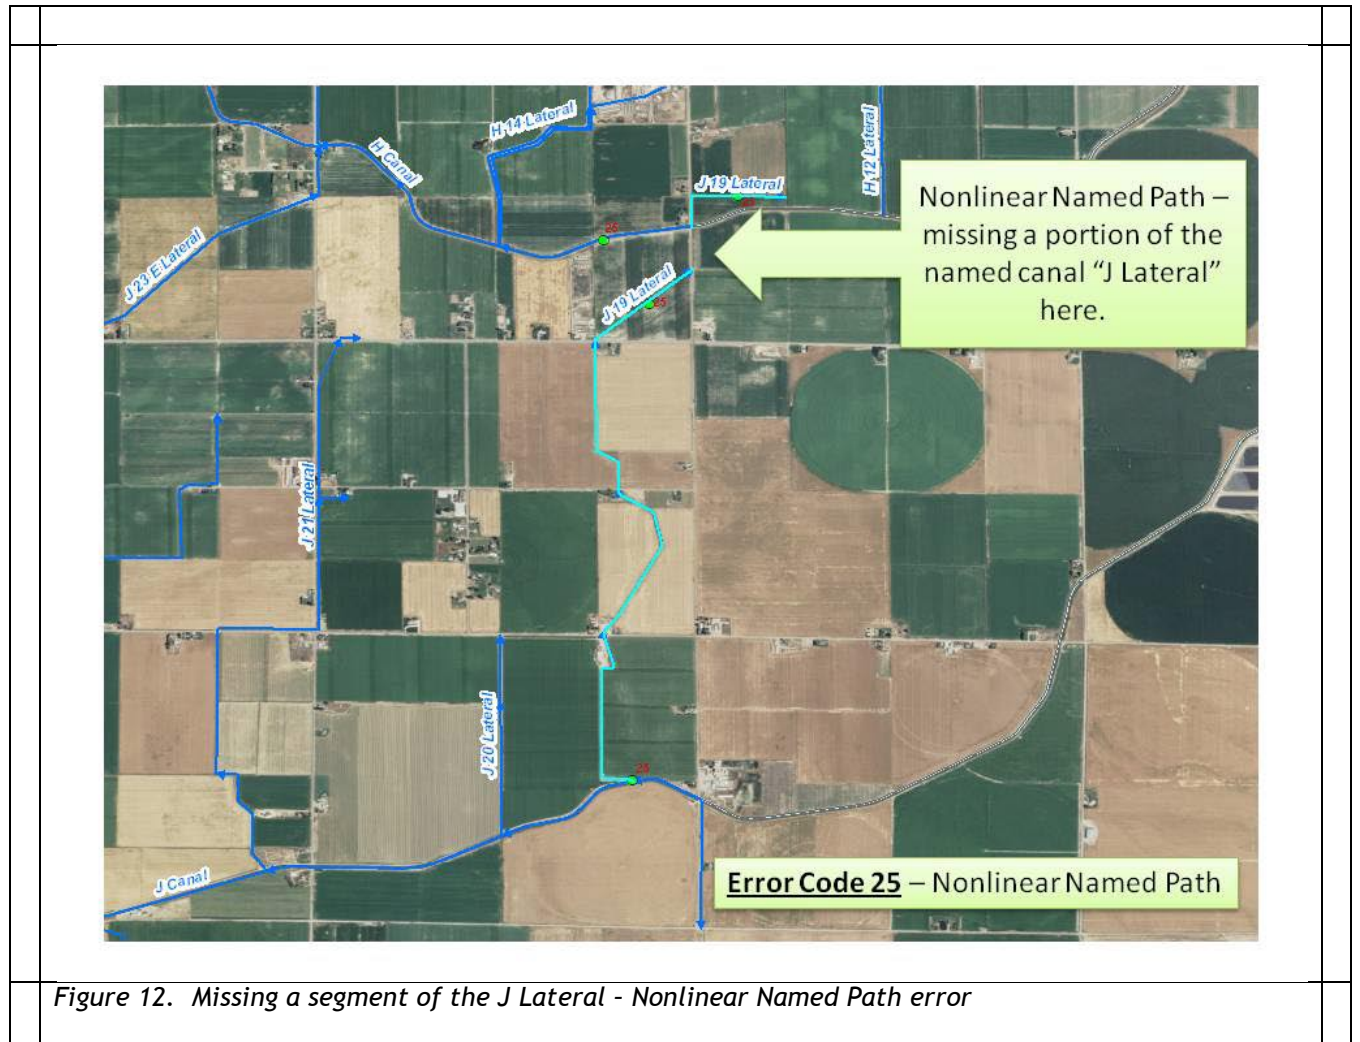 H 14 Lateral
H Canal
H 12 Lateral
J 19 Lateral
25
J 23 E Lateral
J 19 Lateral
25
Nonlinear Named Path –
missing a portion of the
named canal “J Lateral”
here.
J 21 Lateral
J 20 Lateral
25
J Canal
Error Code 25 – Nonlinear Named Path
Figure 12. Missing a segment of the J Lateral – Nonlinear Named Path error